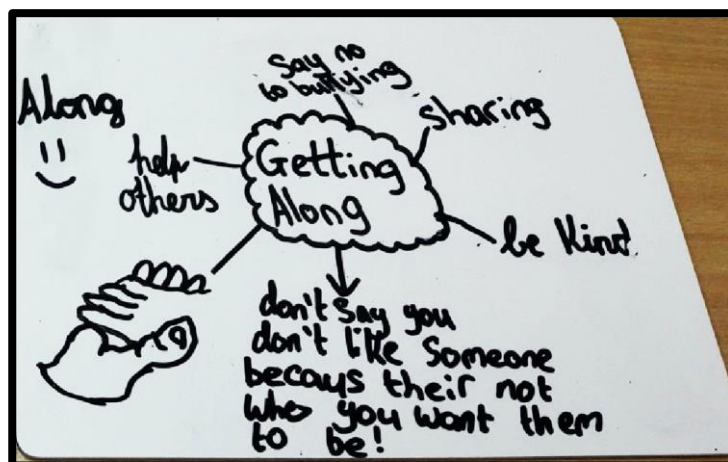 Along
say no
to bullying
sharing
help
others
Getting
Along
be Kind
don't say you
don't like someone
becays their not
who you want them
to be!